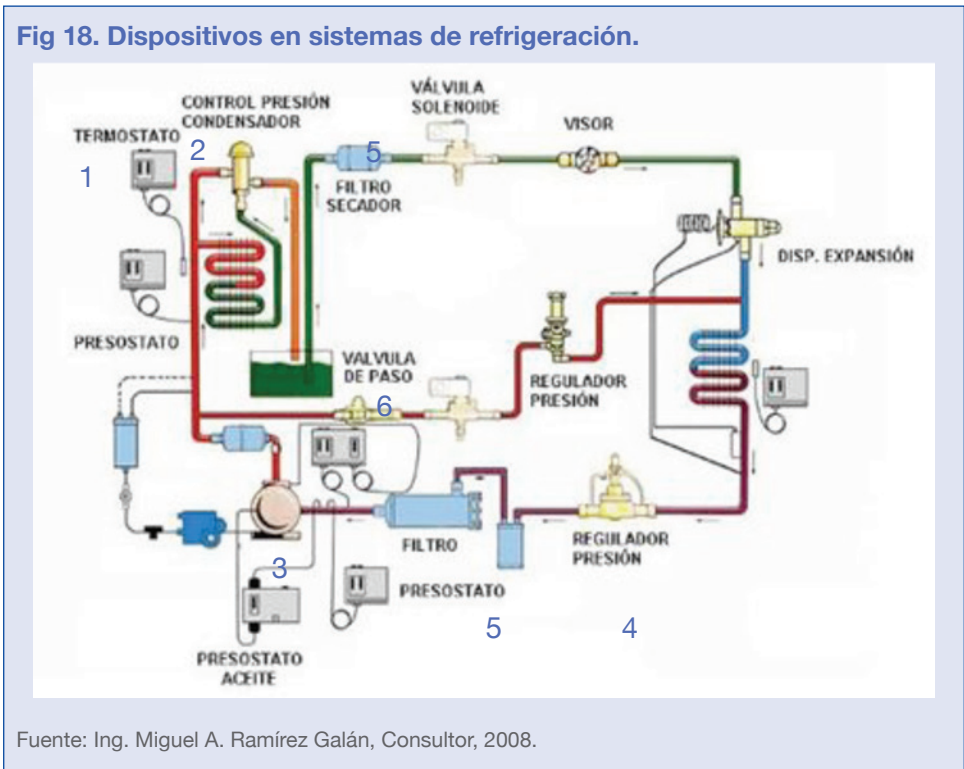 Fig 18. Dispositivos en sistemas de refrigeración.
VÁLVULA
SOLENOIDE
CONTROL PRESIÓN
CONDENSADOR
VISOR
TERMOSTATO
2
5
1
FILTRO
SECADOR
DISP. EXPANSIÓN
PRESOSTATO
VALVULA
DE PASO
REGULADOR
PRESIÓN
6
FILTRO
REGULADOR
PRESIÓN
3
PRESOSTATO
5
4
PRESOSTATO
ACEITE
Fuente: Ing. Miguel A. Ramírez Galán, Consultor, 2008.